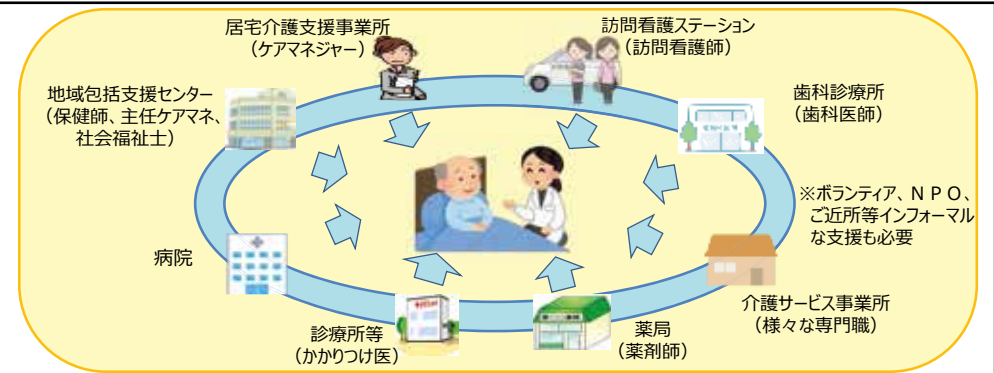 居宅介護支援事業所
（ケアマネジャー）
訪問看護ステーション
（訪問看護師）
地域包括支援センター
（保健師、主任ケアマネ、
社会福祉士）
歯科診療所
（歯科医師）
※ボランティア、ＮＰＯ、
ご近所等インフォーマル
な支援も必要
病院
介護サービス事業所
（様々な専門職）
診療所等
（かかりつけ医）
薬局
（薬剤師）